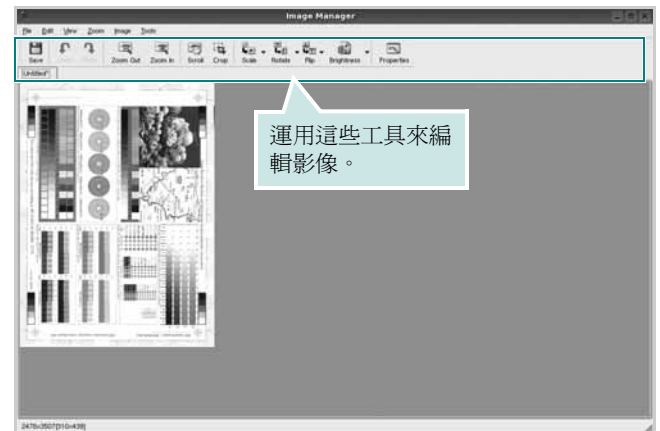 Image Manager
File Edit View Zoom Image Tools
Save Zoom Out Zoom In Scroll Crop Scale Rotate Flip Brightness Properties
Untitled*
運用這些工具來編
輯影像。